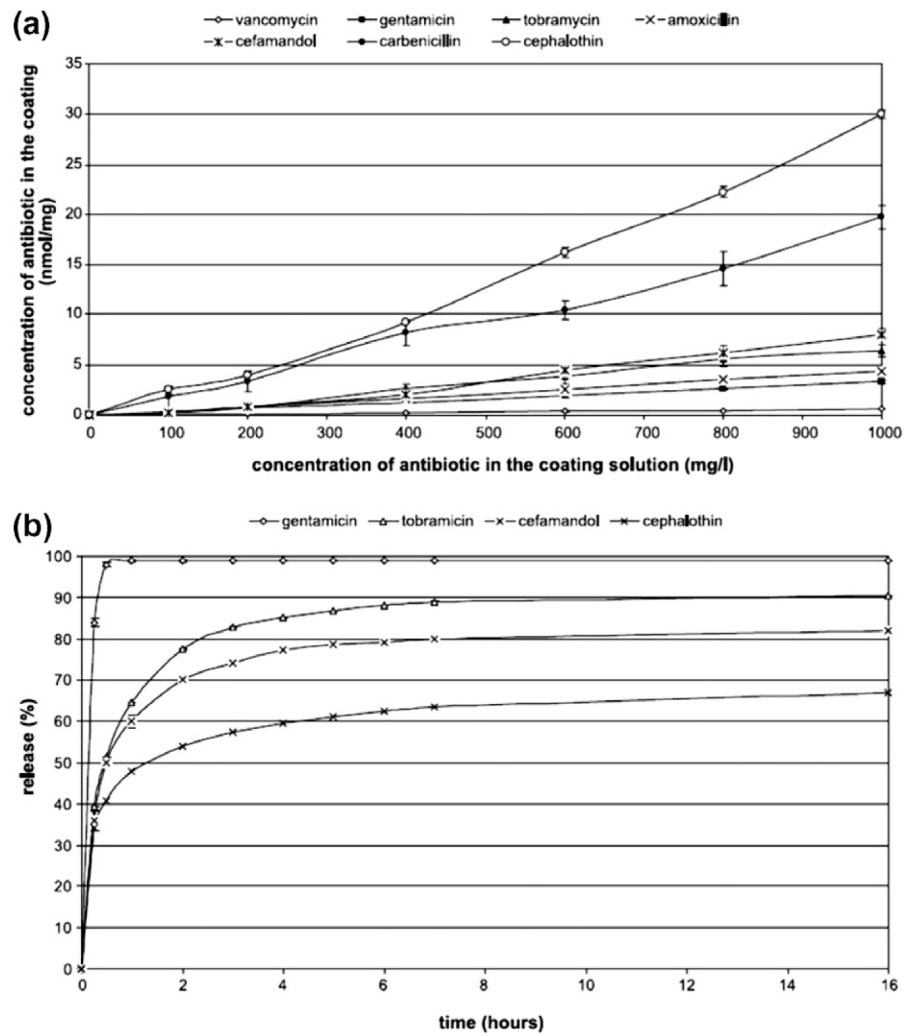 (a)
vancomycin gentamicin tobramycin amoxicillin
cefamandol carbenicillin cephalothin
35
30
25
20
15
10
5
0
concentration of antibiotic in the coating
(nmol/mg)
0 100 200 300 400 500 600 700 800 900 1000
concentration of antibiotic in the coating solution (mg/l)
(b)
gentamicin tobramicin cefamandol cephalothin
100
90
80
70
60
50
40
30
20
10
0
release (%)
0 2 4 6 8 10 12 14 16
time (hours)